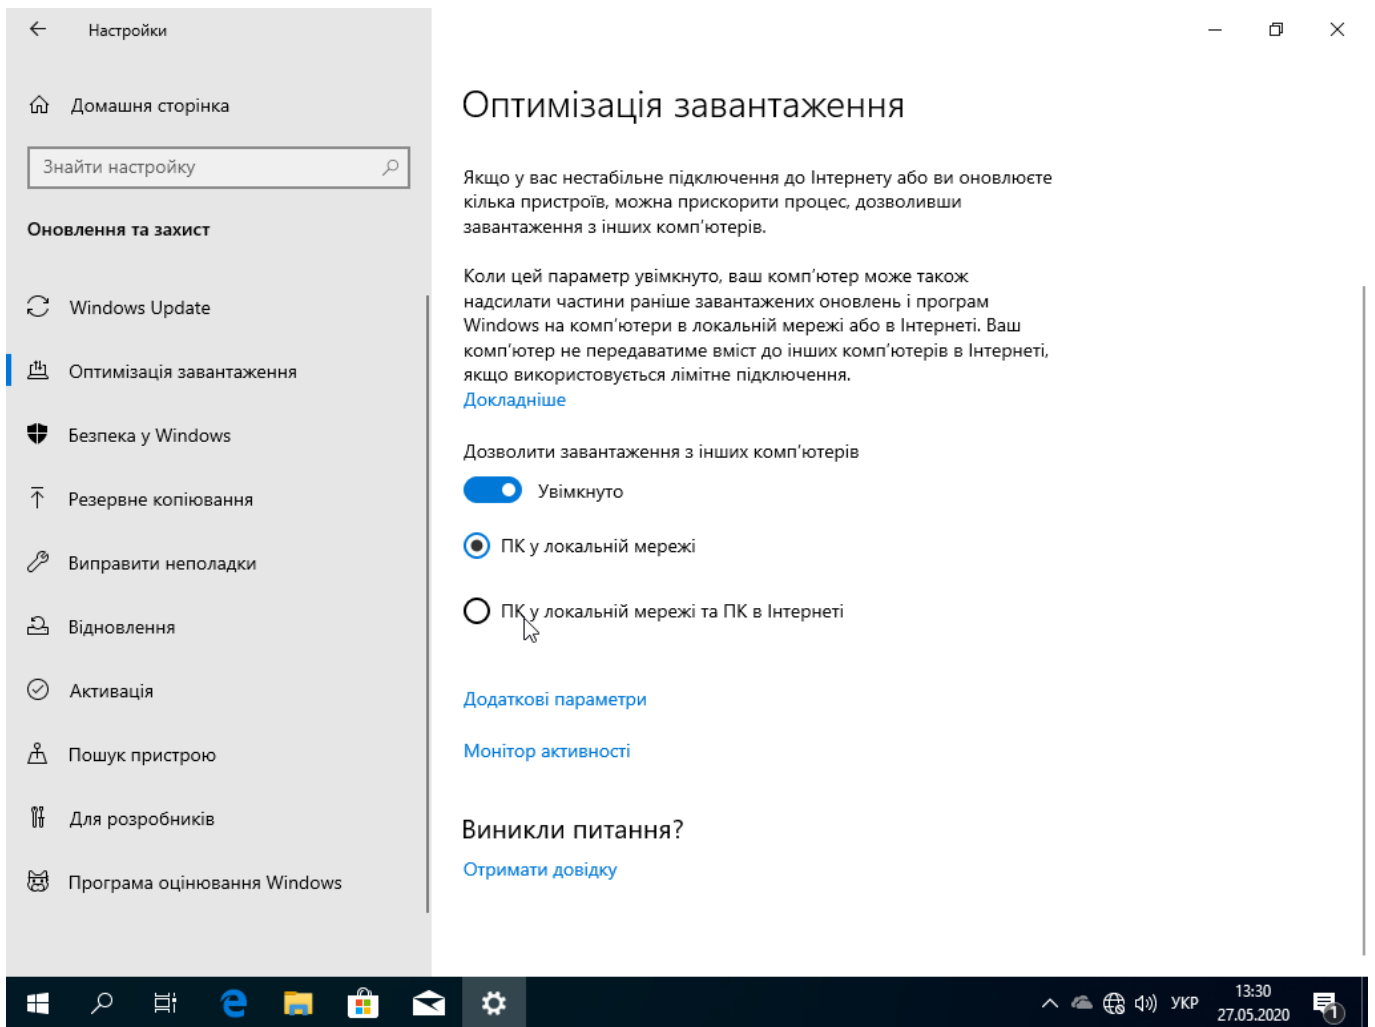 Настройки
Домашня сторінка
Знайти настройку
Оновлення та захист
Windows Update
Оптимізація завантаження
Безпека у Windows
Резервне копіювання
Виправити неполадки
Відновлення
Активація
Пошук пристрою
Для розробників
Програма оцінювання Windows
Оптимізація завантаження
Якщо у вас нестабільне підключення до Інтернету або ви оновлюєте
кілька пристроїв, можна прискорити процес, дозволивши
завантаження з інших комп'ютерів.
Коли цей параметр увімкнуто, ваш комп'ютер може також
надсилати частини раніше завантажених оновлень і програм
Windows на комп'ютери в локальній мережі або в Інтернеті. Ваш
комп'ютер не передаватиме вміст до інших комп'ютерів в Інтернеті,
якщо використовується лімітне підключення.
Докладніше
Дозволити завантаження з інших комп'ютерів
Увімкнуто
ПК у локальній мережі
ПК у локальній мережі та ПК в Інтернеті
Додаткові параметри
Монітор активності
Виникли питання?
Отримати довідку
УКР
13:30
27.05.2020
1